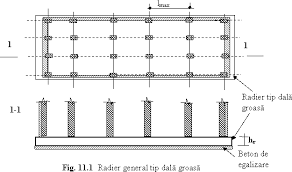 lmax
1
1
Radier tip dală
groasă
1-1
hr
Beton de
egalizare
Fig. 11.1 Radier general tip dală groasă